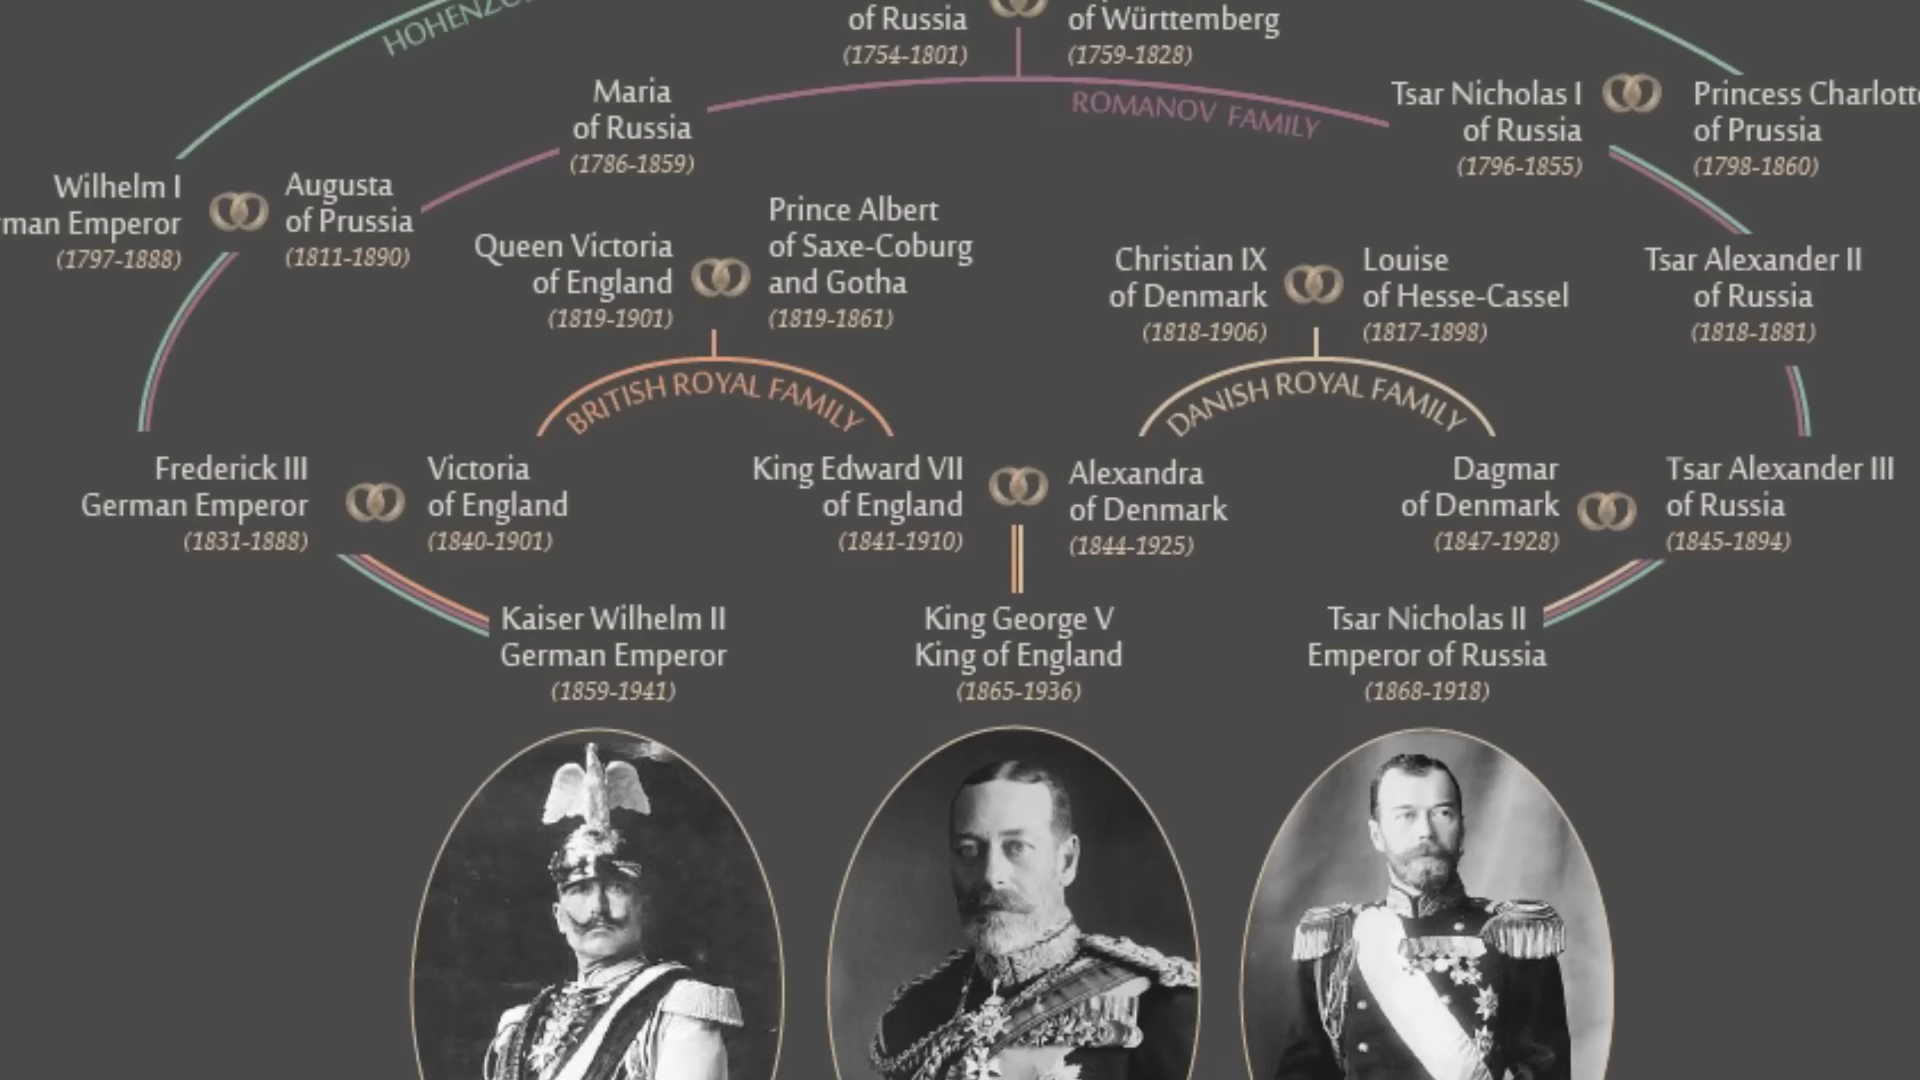 HOHENZO
of Russia
(1754-1801)
of Württemberg
(1759-1828)
ROMANOV FAMILY
Maria
of Russia
(1786-1859)
Tsar Nicholas I
of Russia
(1796-1855)
Princess Charlotte
of Prussia
(1798-1860)
Wilhelm I
rman Emperor
(1797-1888)
Augusta
of Prussia
(1811-1890)
Queen Victoria
of England
(1819-1901)
Prince Albert
of Saxe-Coburg
and Gotha
(1819-1861)
Christian IX
of Denmark
(1818-1906)
Louise
of Hesse-Cassel
(1817-1898)
Tsar Alexander II
of Russia
(1818-1881)
BRITISH ROYAL FAMILY
DANISH ROYAL FAMILY
Frederick III
German Emperor
(1831-1888)
Victoria
of England
(1840-1901)
King Edward VII
of England
(1841-1910)
Alexandra
of Denmark
(1844-1925)
Dagmar
of Denmark
(1847-1928)
Tsar Alexander III
of Russia
(1845-1894)
Kaiser Wilhelm II
German Emperor
(1859-1941)
King George V
King of England
(1865-1936)
Tsar Nicholas II
Emperor of Russia
(1868-1918)